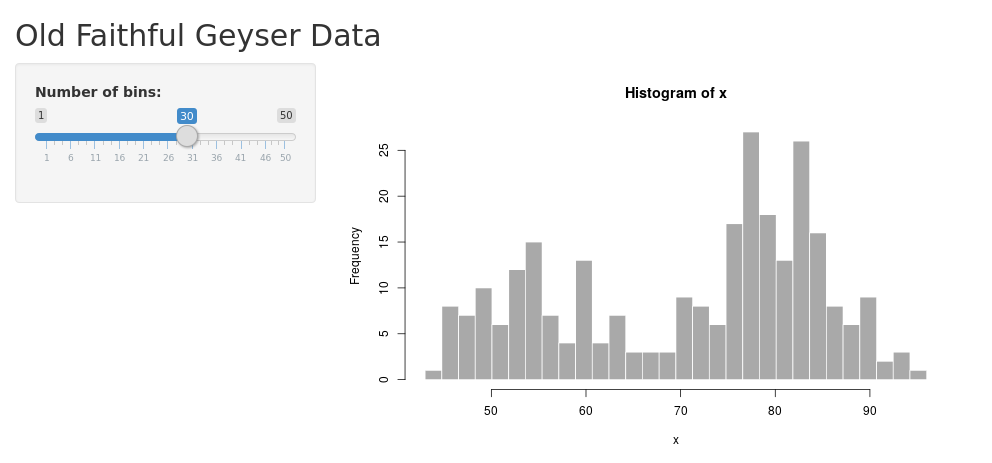 Old Faithful Geyser Data
Number of bins:
1 30 50
1 6 11 16 21 26 31 36 41 46 50
Histogram of x
Frequency
25
20
15
10
5
0
50 60 70 80 90
x